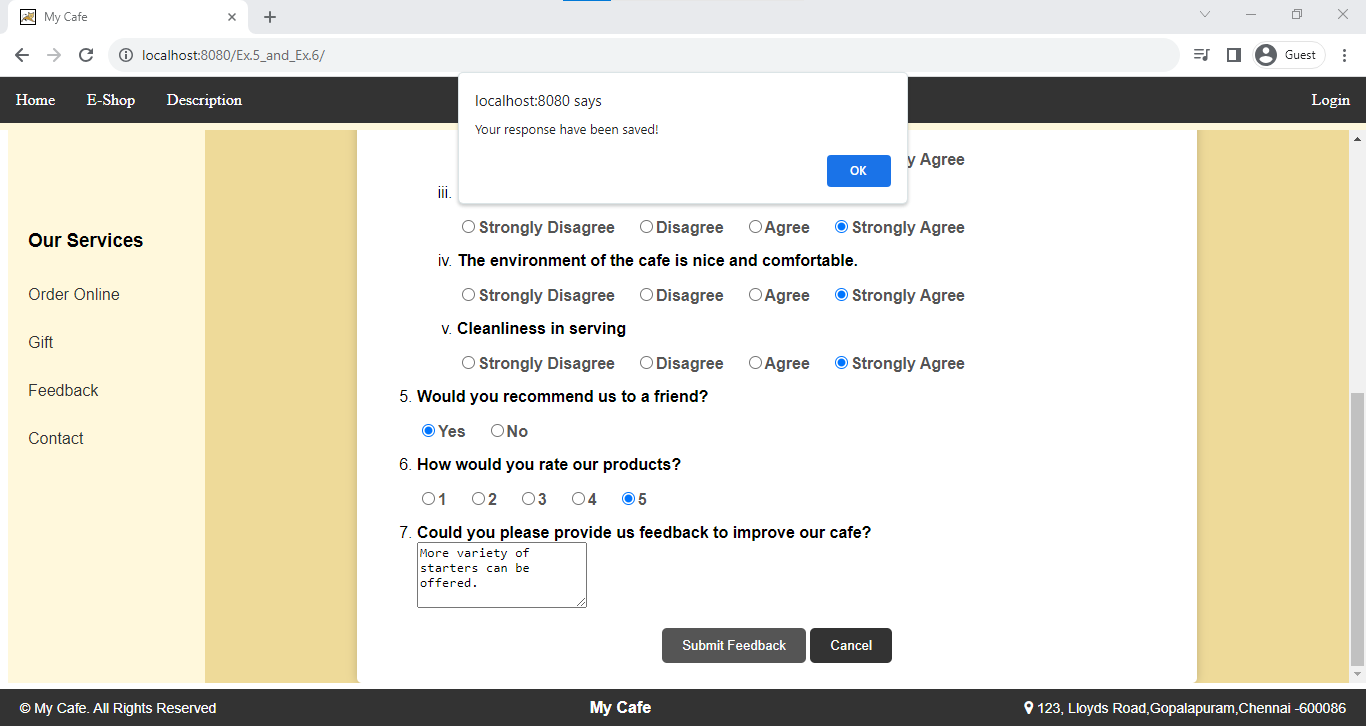 My Cafe
localhost:8080/Ex.5_and_Ex.6/
Guest
Home E-Shop Description Login
localhost:8080 says
Your response have been saved!
OK
Our Services
Order Online
Gift
Feedback
Contact
y Agree
iii.
Strongly Disagree Disagree Agree Strongly Agree
iv. The environment of the cafe is nice and comfortable.
Strongly Disagree Disagree Agree Strongly Agree
v. Cleanliness in serving
Strongly Disagree Disagree Agree Strongly Agree
5. Would you recommend us to a friend?
Yes No
6. How would you rate our products?
1 2 3 4 5
7. Could you please provide us feedback to improve our cafe?
More variety of
starters can be
offered.
Submit Feedback Cancel
© My Cafe. All Rights Reserved My Cafe 123, Lloyds Road,Gopalapuram,Chennai -600086